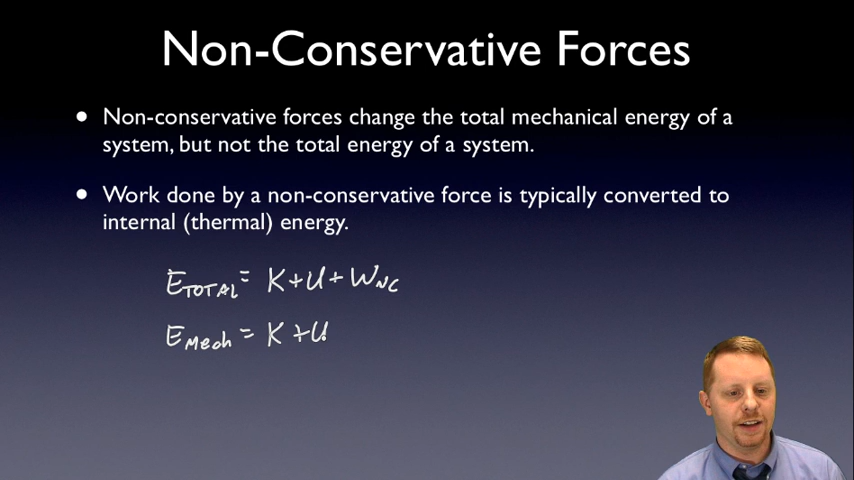 Non-Conservative Forces
• Non-conservative forces change the total mechanical energy of a
system, but not the total energy of a system.
• Work done by a non-conservative force is typically converted to
internal (thermal) energy.
E_TOTAL = K + U + W_NC
E_Mech = K + U